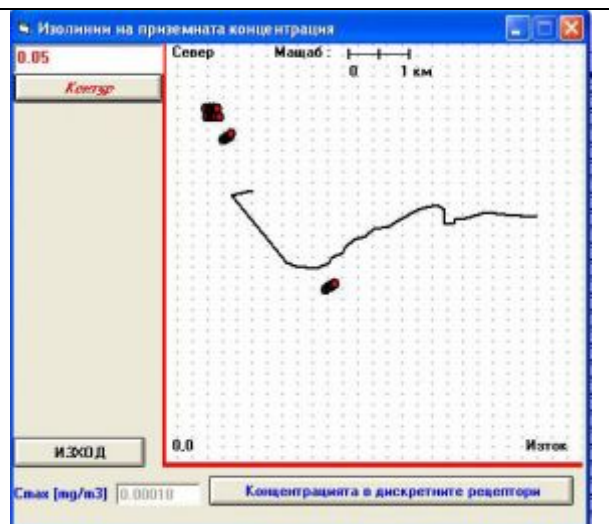 Изолинии на приземната концентрация
0.05
Север
Мащаб :
0 1 км
Контур
ИЗХОД
0.0
Изток
Cmax [mg/m3] 0.00010
Концентрацията в дискретните рецептори